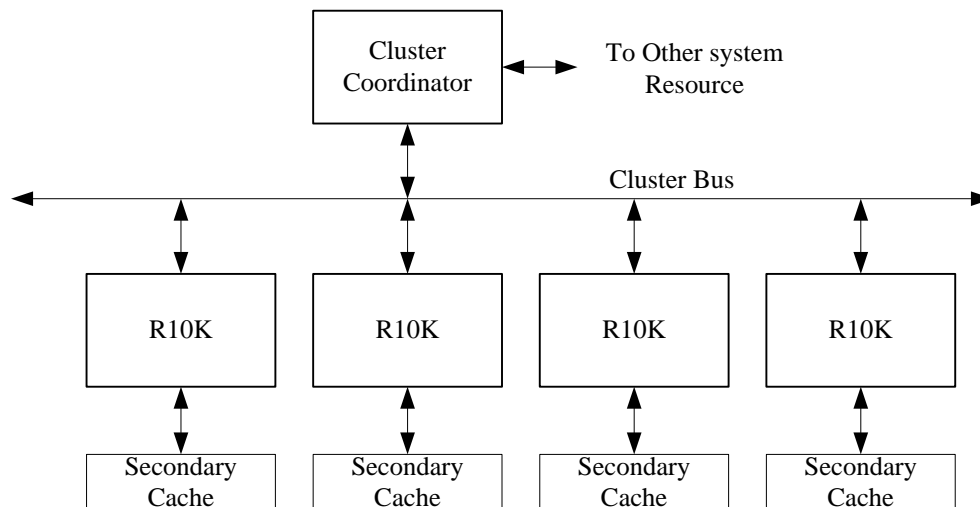 Cluster
Coordinator
To Other system
Resource
Cluster Bus
R10K
R10K
R10K
R10K
Secondary
Cache
Secondary
Cache
Secondary
Cache
Secondary
Cache